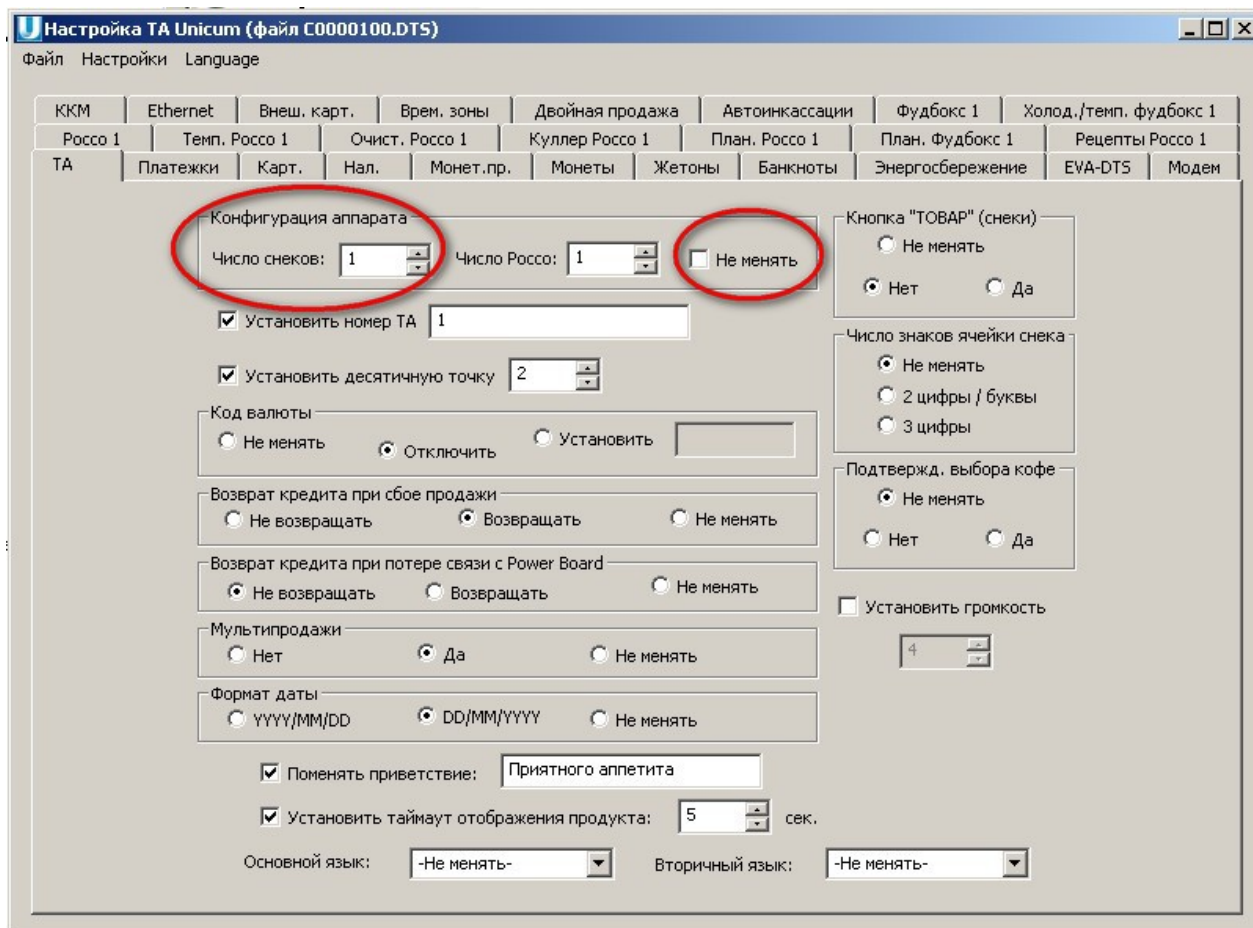 U Настройка ТА Unicum (файл C0000100.DTS)
Файл Настройки Language
ККМ Ethernet Внеш. карт. Врем. зоны Двойная продажа Автоинкассации Фудбокс 1 Холод./темп. фудбокс 1
Россо 1 Темп. Россо 1 Очист. Россо 1 Куллер Россо 1 План. Россо 1 План. Фудбокс 1 Рецепты Россо 1
ТА Платежки Карт. Нал. Монет.пр. Монеты Жетоны Банкноты Энергосбережение EVA-DTS Модем
Конфигурация аппарата
Число снеков: 1 Число Россо: 1 Не менять
Установить номер ТА 1
Установить десятичную точку 2
Код валюты
Не менять Отключить Установить
Возврат кредита при сбое продажи
Не возвращать Возвращать Не менять
Возврат кредита при потере связи с Power Board
Не возвращать Возвращать Не менять
Мультипродажи
Нет Да Не менять
Формат даты
YYYY/MM/DD DD/MM/YYYY Не менять
Поменять приветствие: Приятного аппетита
Установить таймаут отображения продукта: 5 сек.
Основной язык: -Не менять- Вторичный язык: -Не менять-
Кнопка "ТОВАР" (снеки)
Не менять
Нет Да
Число знаков ячейки снека
Не менять
2 цифры / буквы
3 цифры
Подтвержд. выбора кофе
Не менять
Нет Да
Установить громкость
4